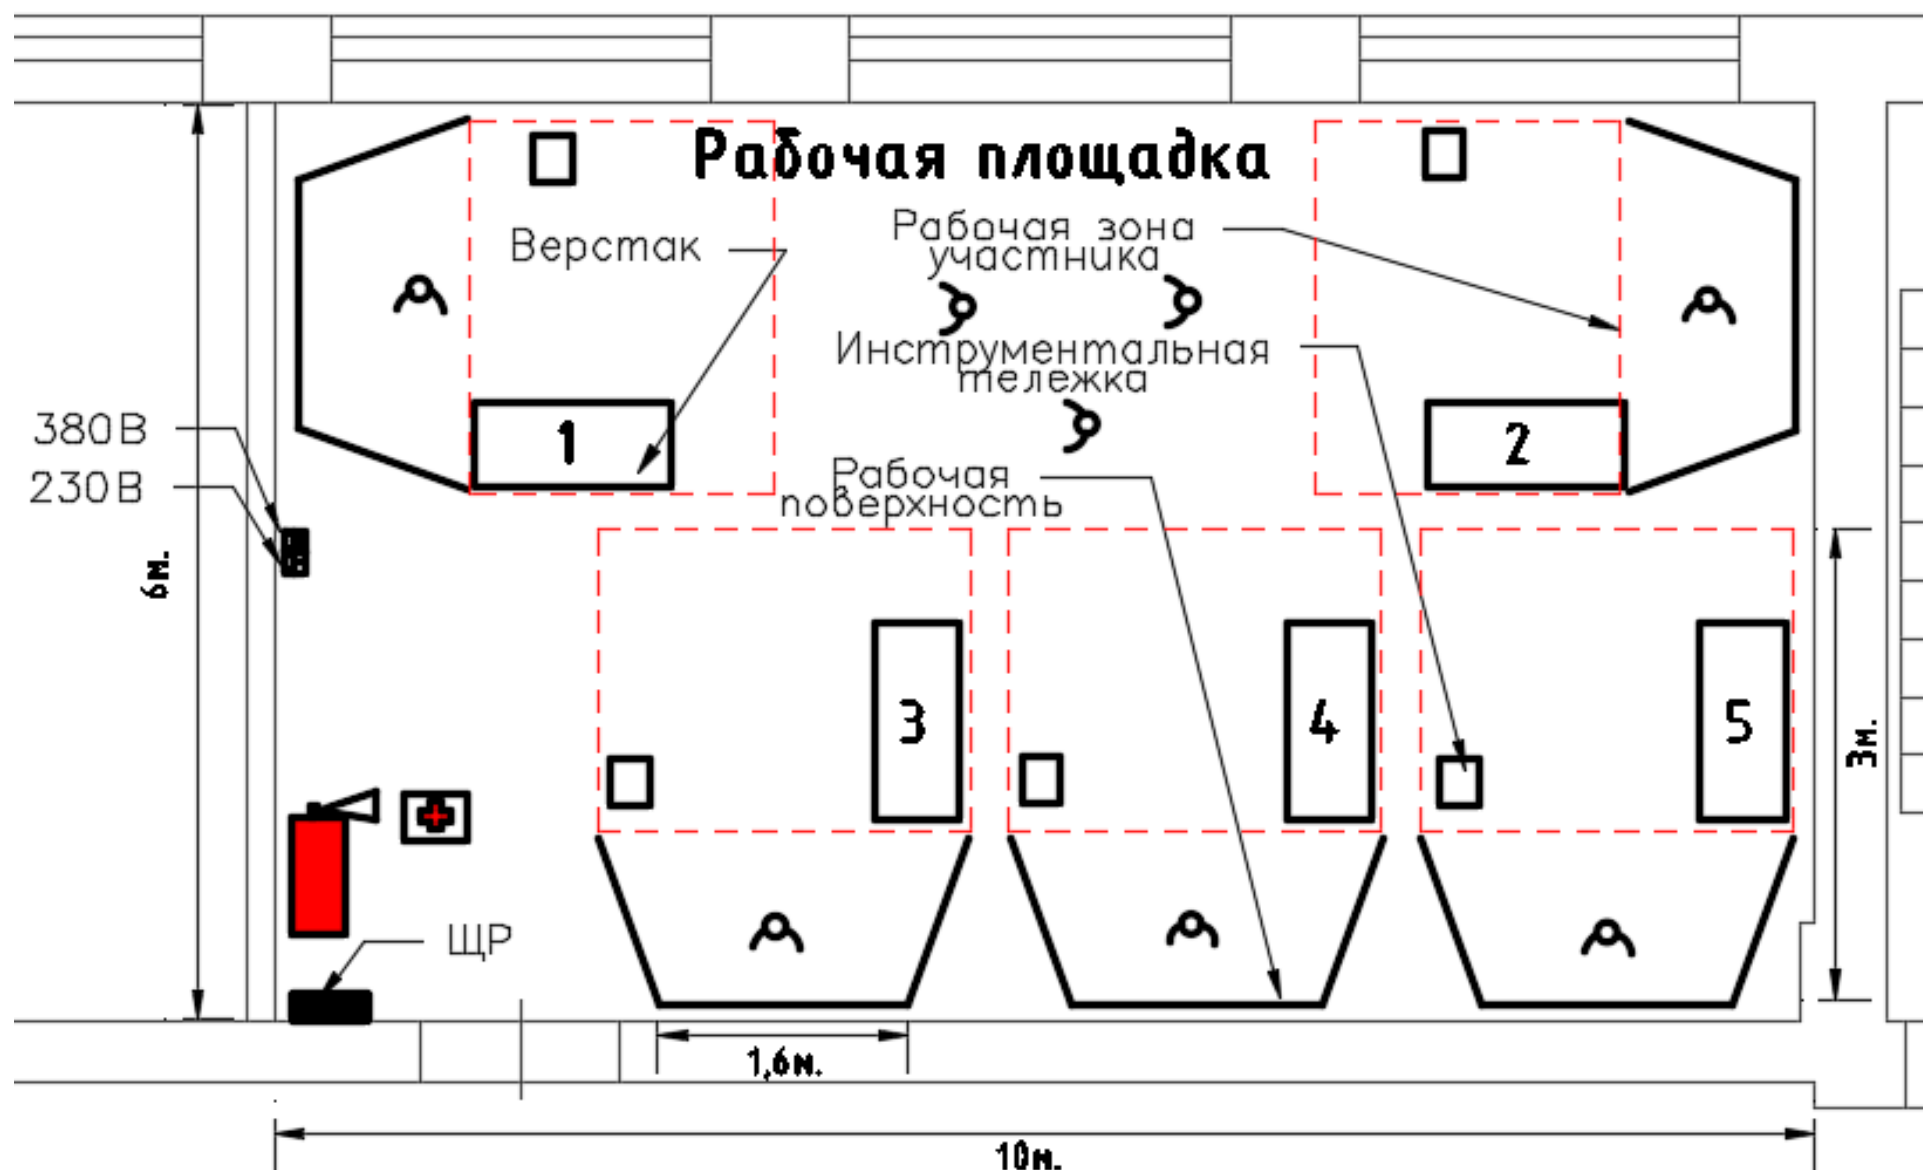 Рабочая площадка
Верстак
Рабочая зона
участника
Инструментальная
тележка
380В
230В
1
2
Рабочая
поверхность
6м.
3
4
5
3м.
ЩР
1,6м.
10м.